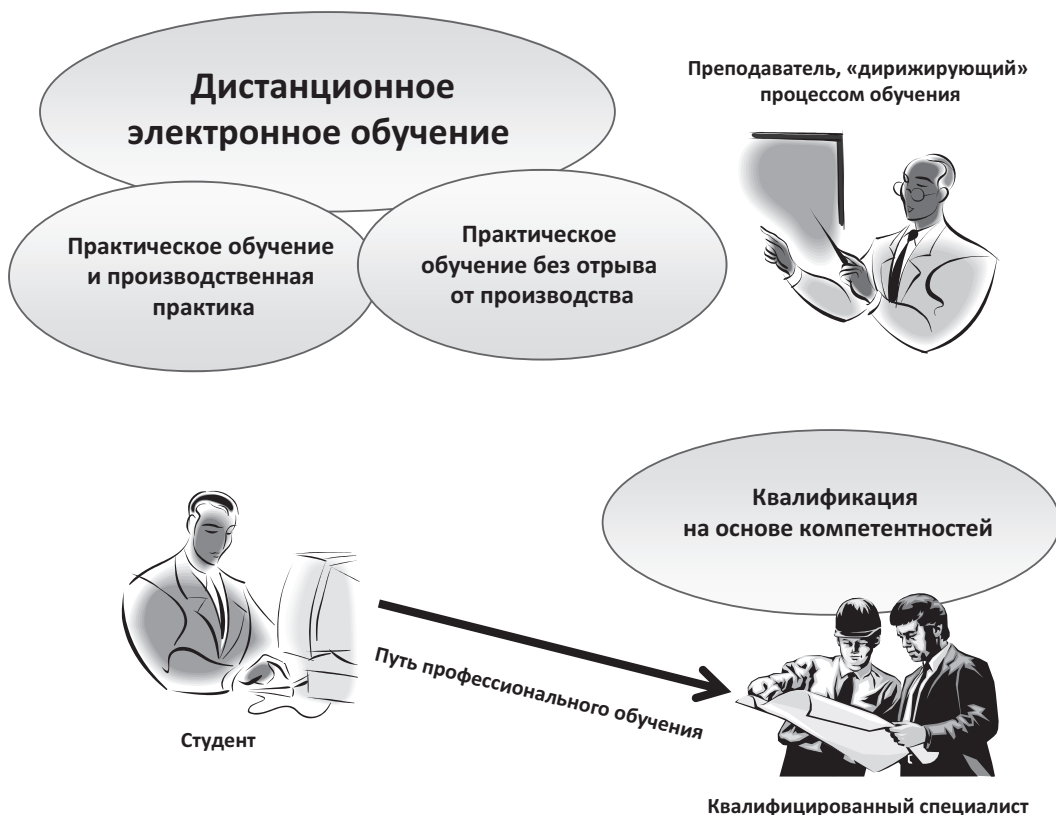 Дистанционное
электронное обучение
Преподаватель, «дирижирующий»
процессом обучения
Практическое обучение
и производственная
практика
Практическое
обучение без отрыва
от производства
Квалификация
на основе компетентностей
Путь профессионального обучения
Студент
Квалифицированный специалист